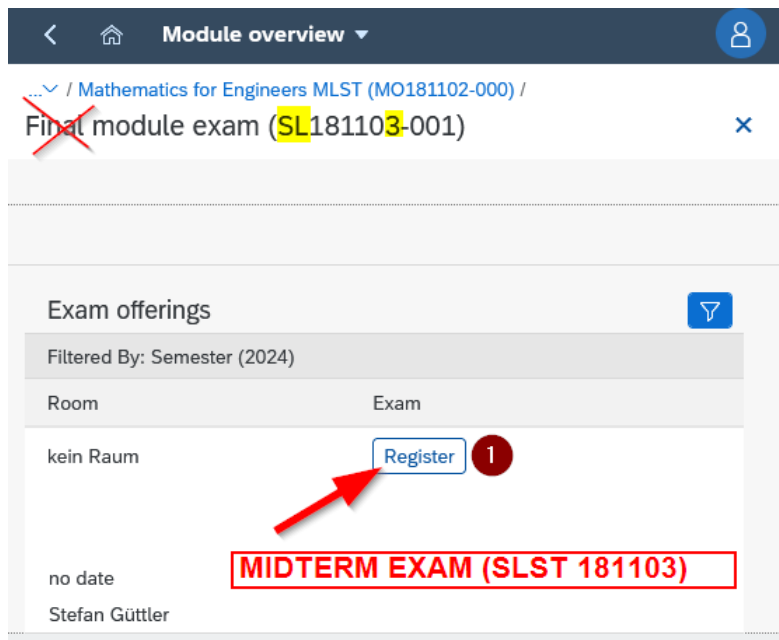 Module overview
... / Mathematics for Engineers MLST (MO181102-000) /
Final module exam (SL181103-001)
Exam offerings
Filtered By: Semester (2024)
Room Exam
kein Raum Register 1
MIDTERM EXAM (SLST 181103)
no date
Stefan Güttler